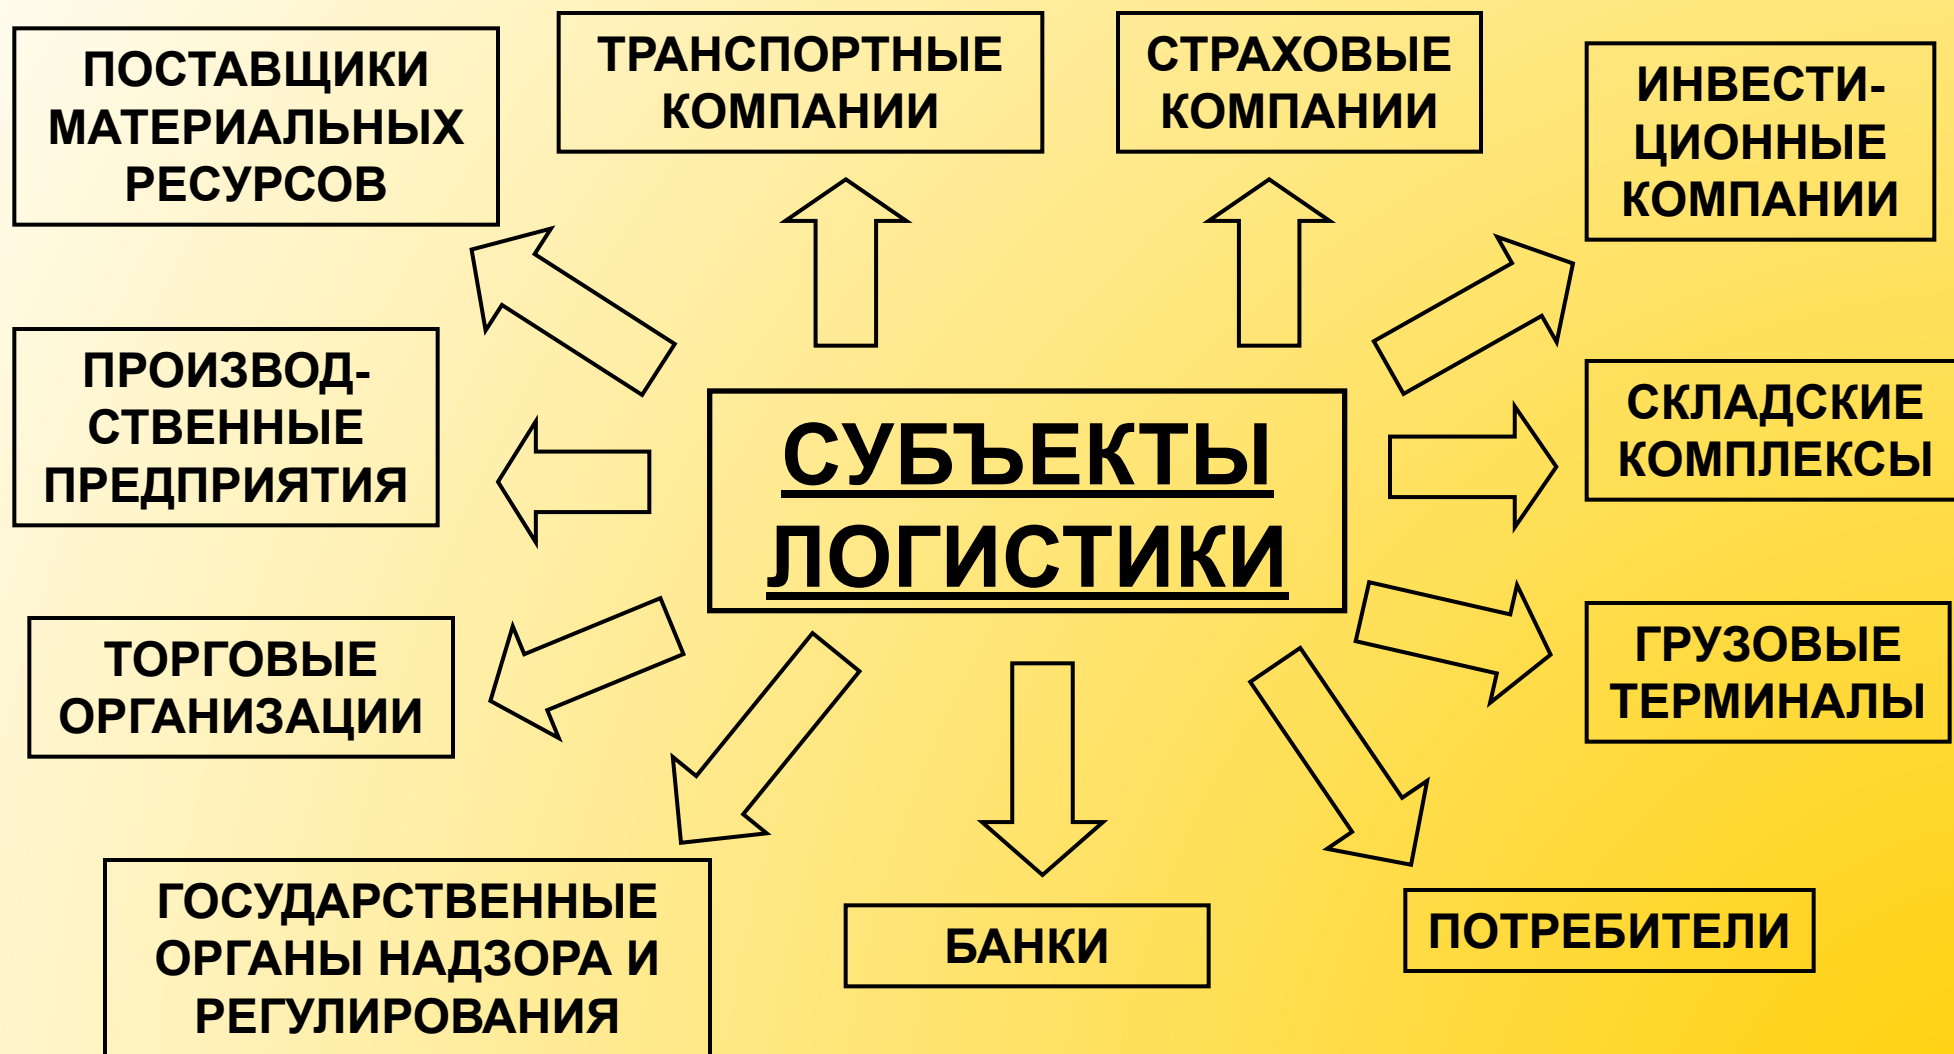 ПОСТАВЩИКИ
МАТЕРИАЛЬНЫХ
РЕСУРСОВ
ТРАНСПОРТНЫЕ
КОМПАНИИ
СТРАХОВЫЕ
КОМПАНИИ
ИНВЕСТИ-
ЦИОННЫЕ
КОМПАНИИ
ПРОИЗВОД-
СТВЕННЫЕ
ПРЕДПРИЯТИЯ
СУБЪЕКТЫ
ЛОГИСТИКИ
СКЛАДСКИЕ
КОМПЛЕКСЫ
ТОРГОВЫЕ
ОРГАНИЗАЦИИ
ГРУЗОВЫЕ
ТЕРМИНАЛЫ
ГОСУДАРСТВЕННЫЕ
ОРГАНЫ НАДЗОРА И
РЕГУЛИРОВАНИЯ
БАНКИ
ПОТРЕБИТЕЛИ